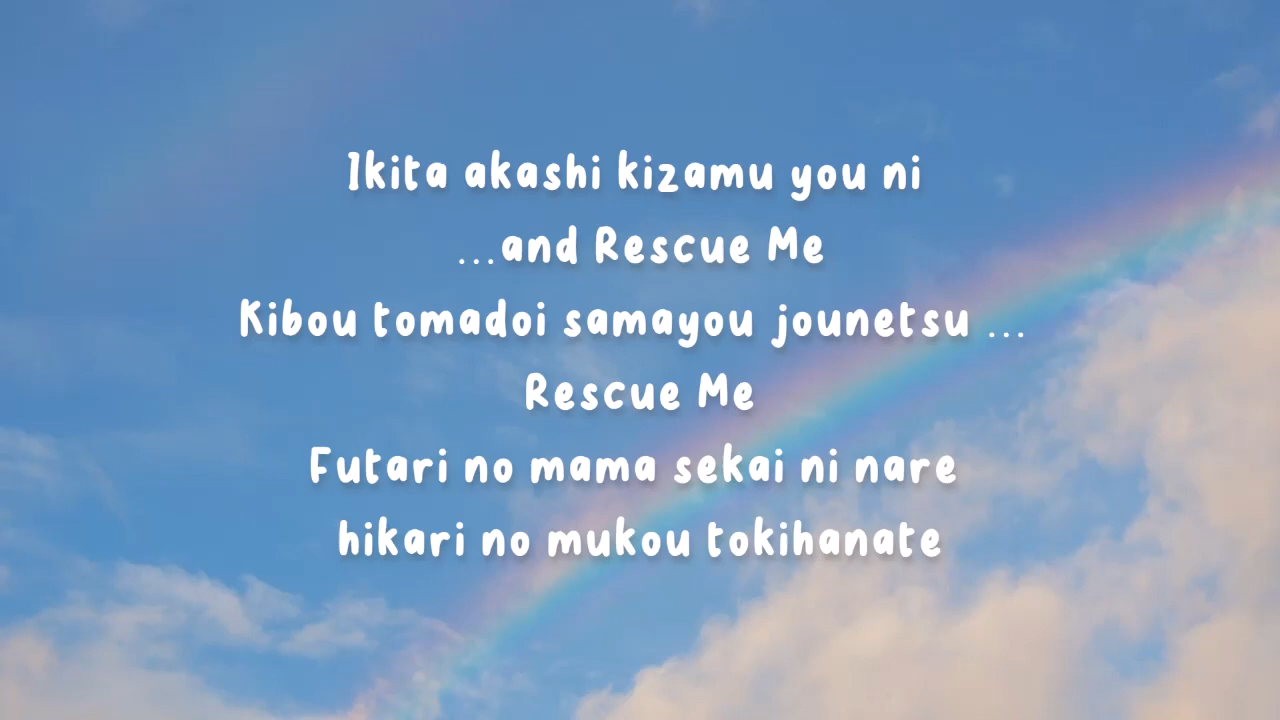 Ikita akashi kizamu you ni
...and Rescue Me
Kibou tomadoi samayou jounetsu ...
Rescue Me
Futari no mama sekai ni nare
hikari no mukou tokihanate